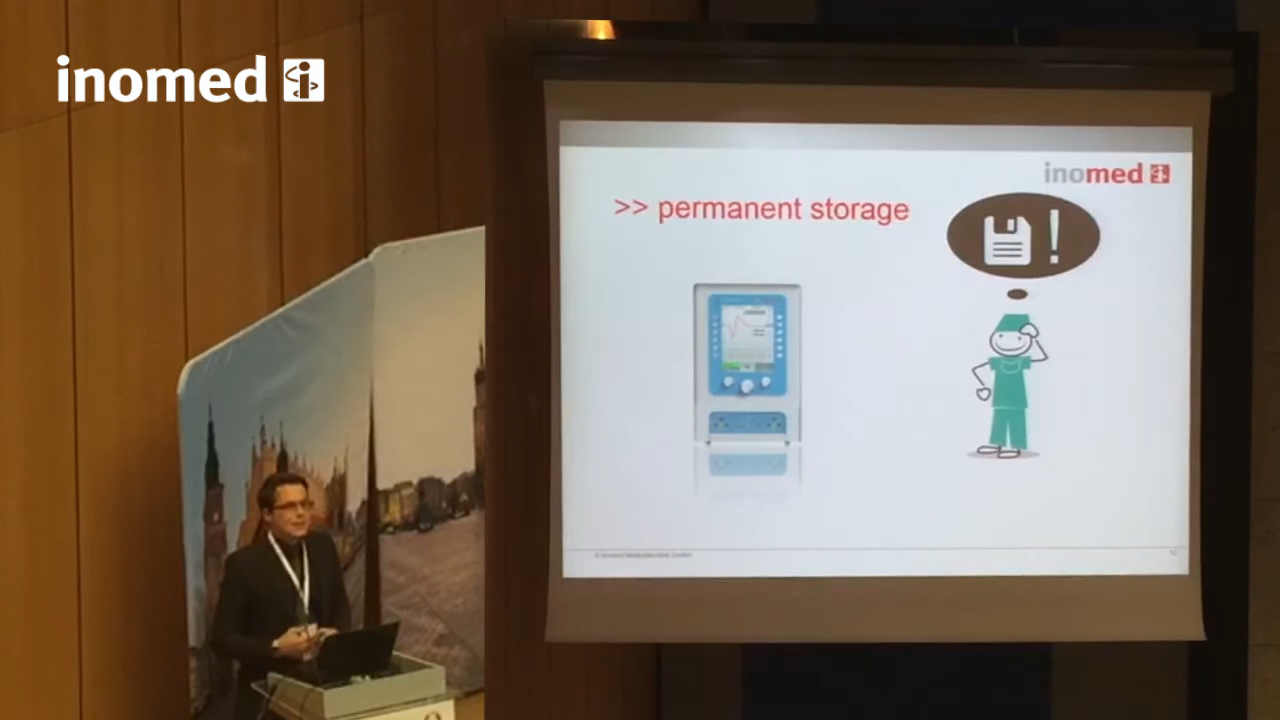 inomed
inomed
>> permanent storage
!